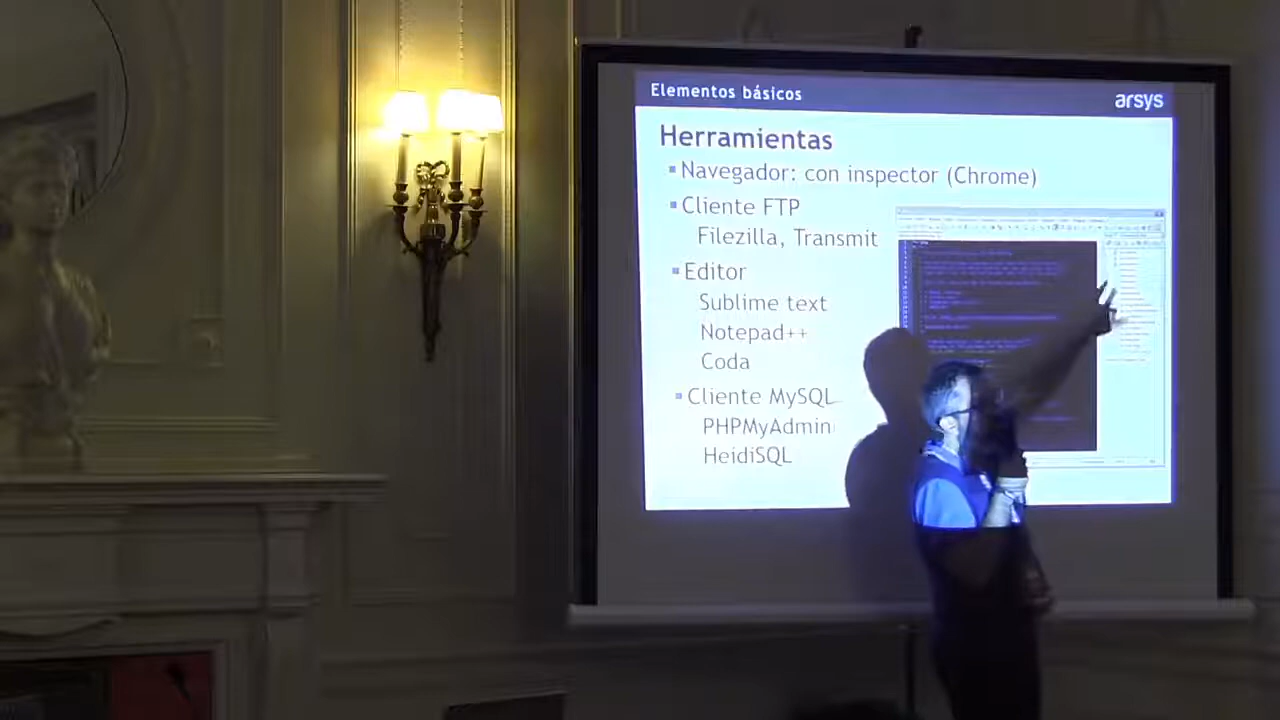 Elementos básicos
arsys
Herramientas
Navegador: con inspector (Chrome)
Cliente FTP
Filezilla, Transmit
Editor
Sublime text
Notepad++
Coda
Cliente MySQL
PHPMyAdmin
HeidiSQL